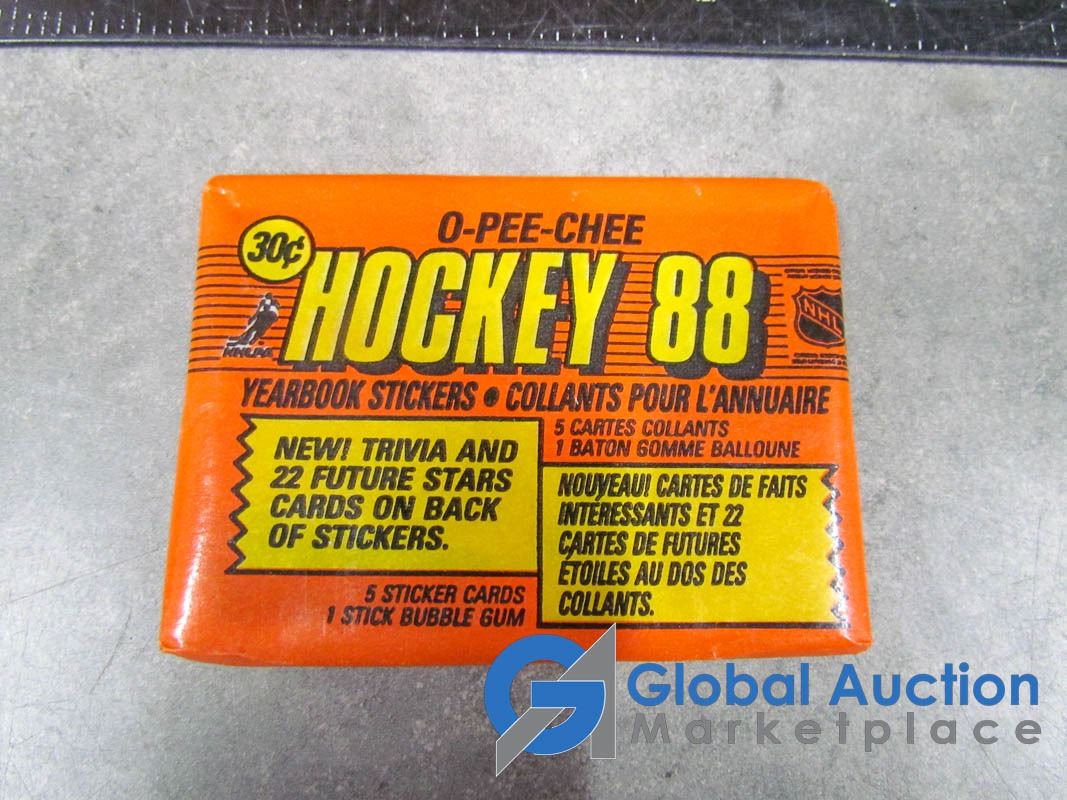 O-PEE-CHEE
30¢
HOCKEY 88
NHL
NHLPA
YEARBOOK STICKERS • COLLANTS POUR L'ANNUAIRE
NEW! TRIVIA AND
22 FUTURE STARS
CARDS ON BACK
OF STICKERS.
5 STICKER CARDS
1 STICK BUBBLE GUM
5 CARTES COLLANTS
1 BATON GOMME BALLOUNE
NOUVEAU! CARTES DE FAITS
INTÉRESSANTS ET 22
CARTES DE FUTURES
ÉTOILES AU DOS DES
COLLANTS.
Global Auction
Marketplace